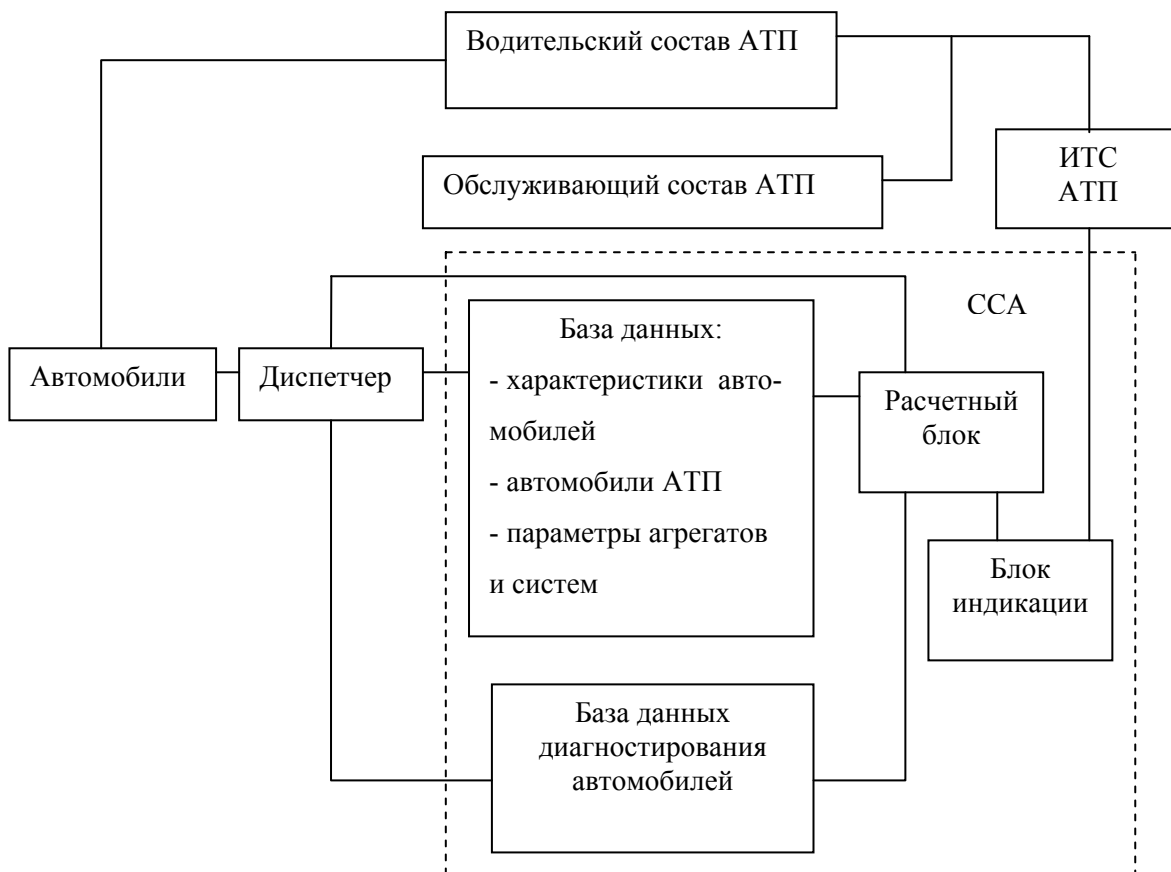 Водительский состав АТП
ИТС
АТП
Обслуживающий состав АТП
ССА
База данных:
- характеристики авто-
мобилей
- автомобили АТП
- параметры агрегатов
и систем
Автомобили
Диспетчер
Расчетный
блок
Блок
индикации
База данных
диагностирования
автомобилей